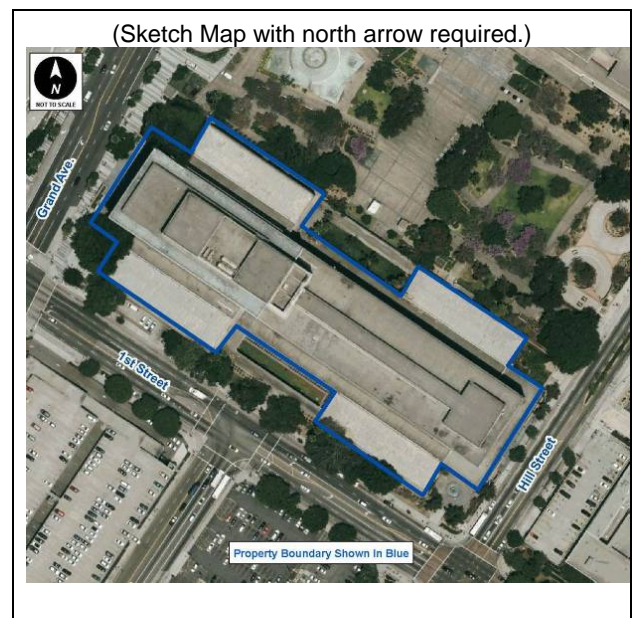 (Sketch Map with north arrow required.)
N
NOT TO SCALE
Grand Ave.
1st Street
Hill Street
Property Boundary Shown In Blue